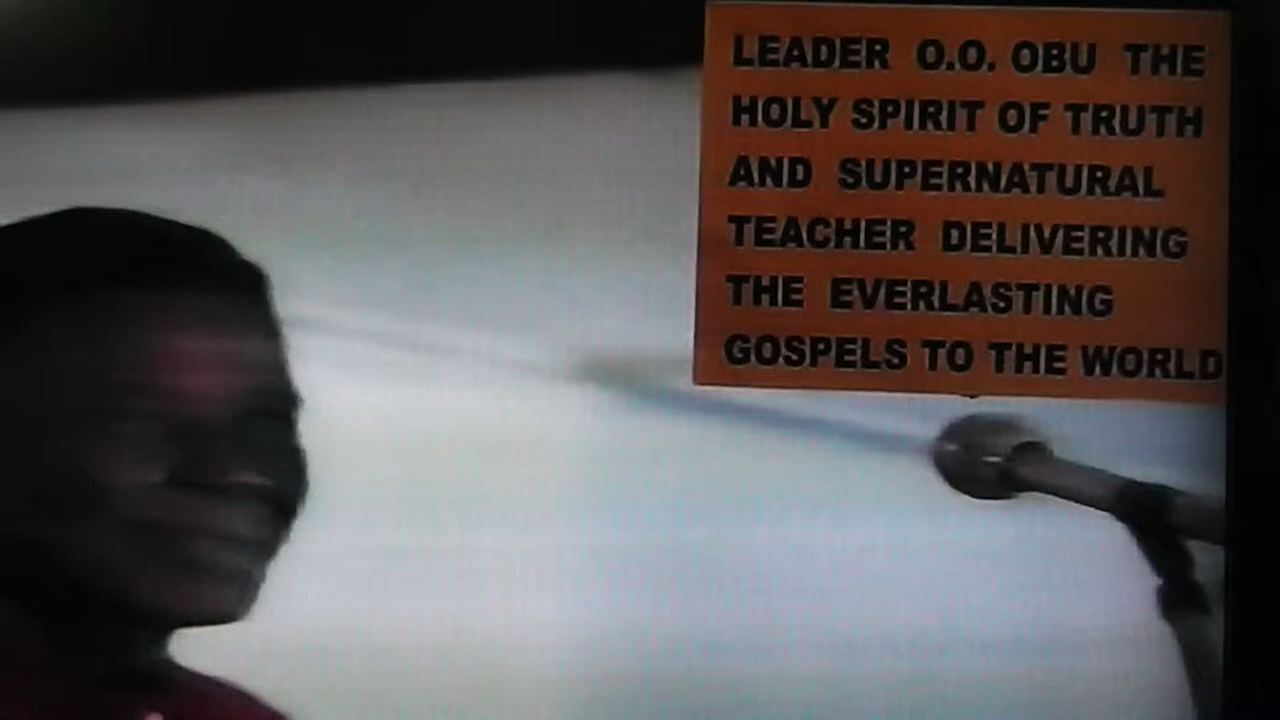 LEADER O.O. OBU THE
HOLY SPIRIT OF TRUTH
AND SUPERNATURAL
TEACHER DELIVERING
THE EVERLASTING
GOSPELS TO THE WORLD